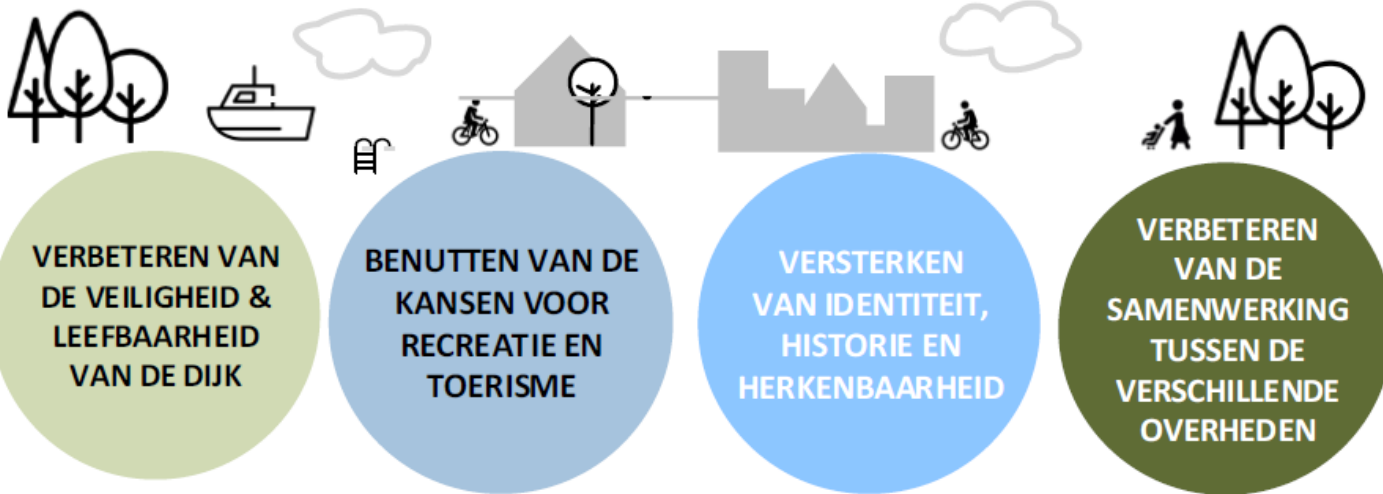 VERBETEREN VAN
DE VEILIGHEID &
LEEFBAARHEID
VAN DE DIJK
BENUTTEN VAN DE
KANSEN VOOR
RECREATIE EN
TOERISME
VERSTERKEN
VAN IDENTITEIT,
HISTORIE EN
HERKENBAARHEID
VERBETEREN
VAN DE
SAMENWERKING
TUSSEN DE
VERSCHILLENDE
OVERHEDEN